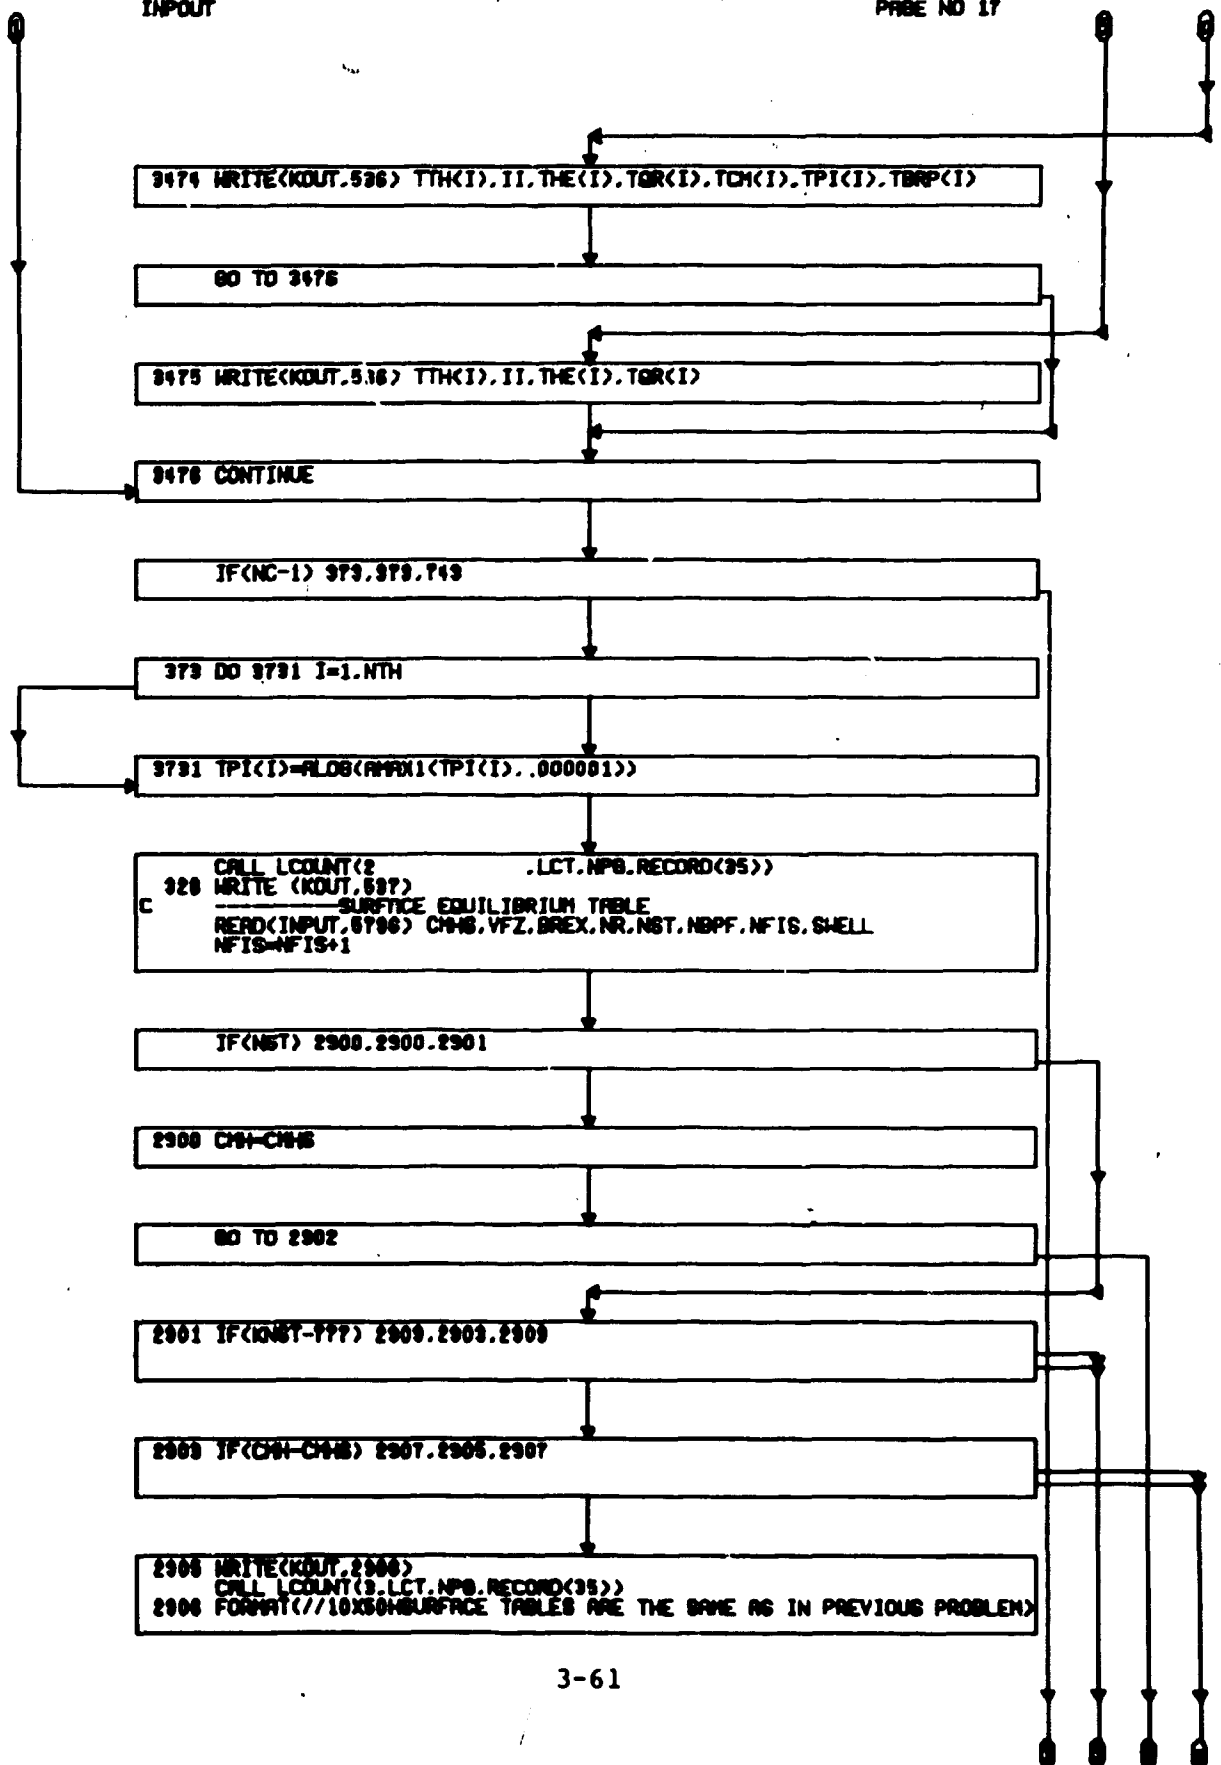 INPOUT
PAGE NO 17
3474 WRITE(KOUT,536) TTH(I),II,THE(I),TQR(I),TCM(I),TPI(I),TBRP(I)
GO TO 3476
3475 WRITE(KOUT,536) TTH(I),II,THE(I),TQR(I)
3476 CONTINUE
IF(NC-1) 373,373,743
373 DO 3731 I=1,NTH
3731 TPI(I)=ALOG(AMAX1(TPI(I),.000001))
CALL LCOUNT(2 ,LCT,NPG,RECORD(35))
328 WRITE (KOUT,537)
C ----------SURFACE EQUILIBRIUM TABLE
READ(INPUT,5796) CMHS,VFZ,BREX,NR,NST,NBPF,NFIS,SHELL
NFIS=NFIS+1
IF(NST) 2900,2900,2901
2900 CMH=CMHS
GO TO 2902
2901 IF(KNST-777) 2909,2903,2909
2903 IF(CMH-CMHS) 2907,2905,2907
2905 WRITE(KOUT,2906)
CALL LCOUNT(3,LCT,NPG,RECORD(35))
2906 FORMAT(//10X50HSURFACE TABLES ARE THE SAME AS IN PREVIOUS PROBLEM)
3-61